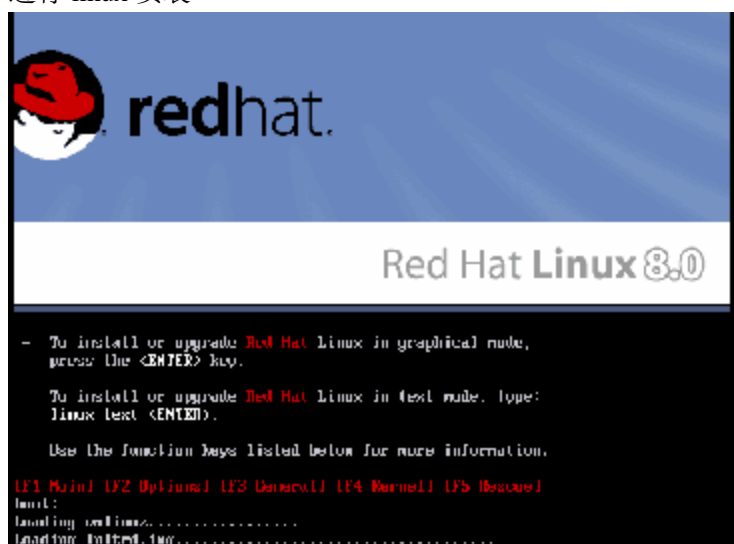 redhat.
Red Hat Linux 8.0
- To install or upgrade Red Hat Linux in graphical mode,
press the <ENTER> key.
To install or upgrade Red Hat Linux in text mode, type:
linux text <ENTER>.
Use the function keys listed below for more information.
[F1-Main] [F2-Options] [F3-General] [F4-Kernel] [F5-Rescue]
boot:
Loading vmlinuz..................
Loading initrd.img......................................